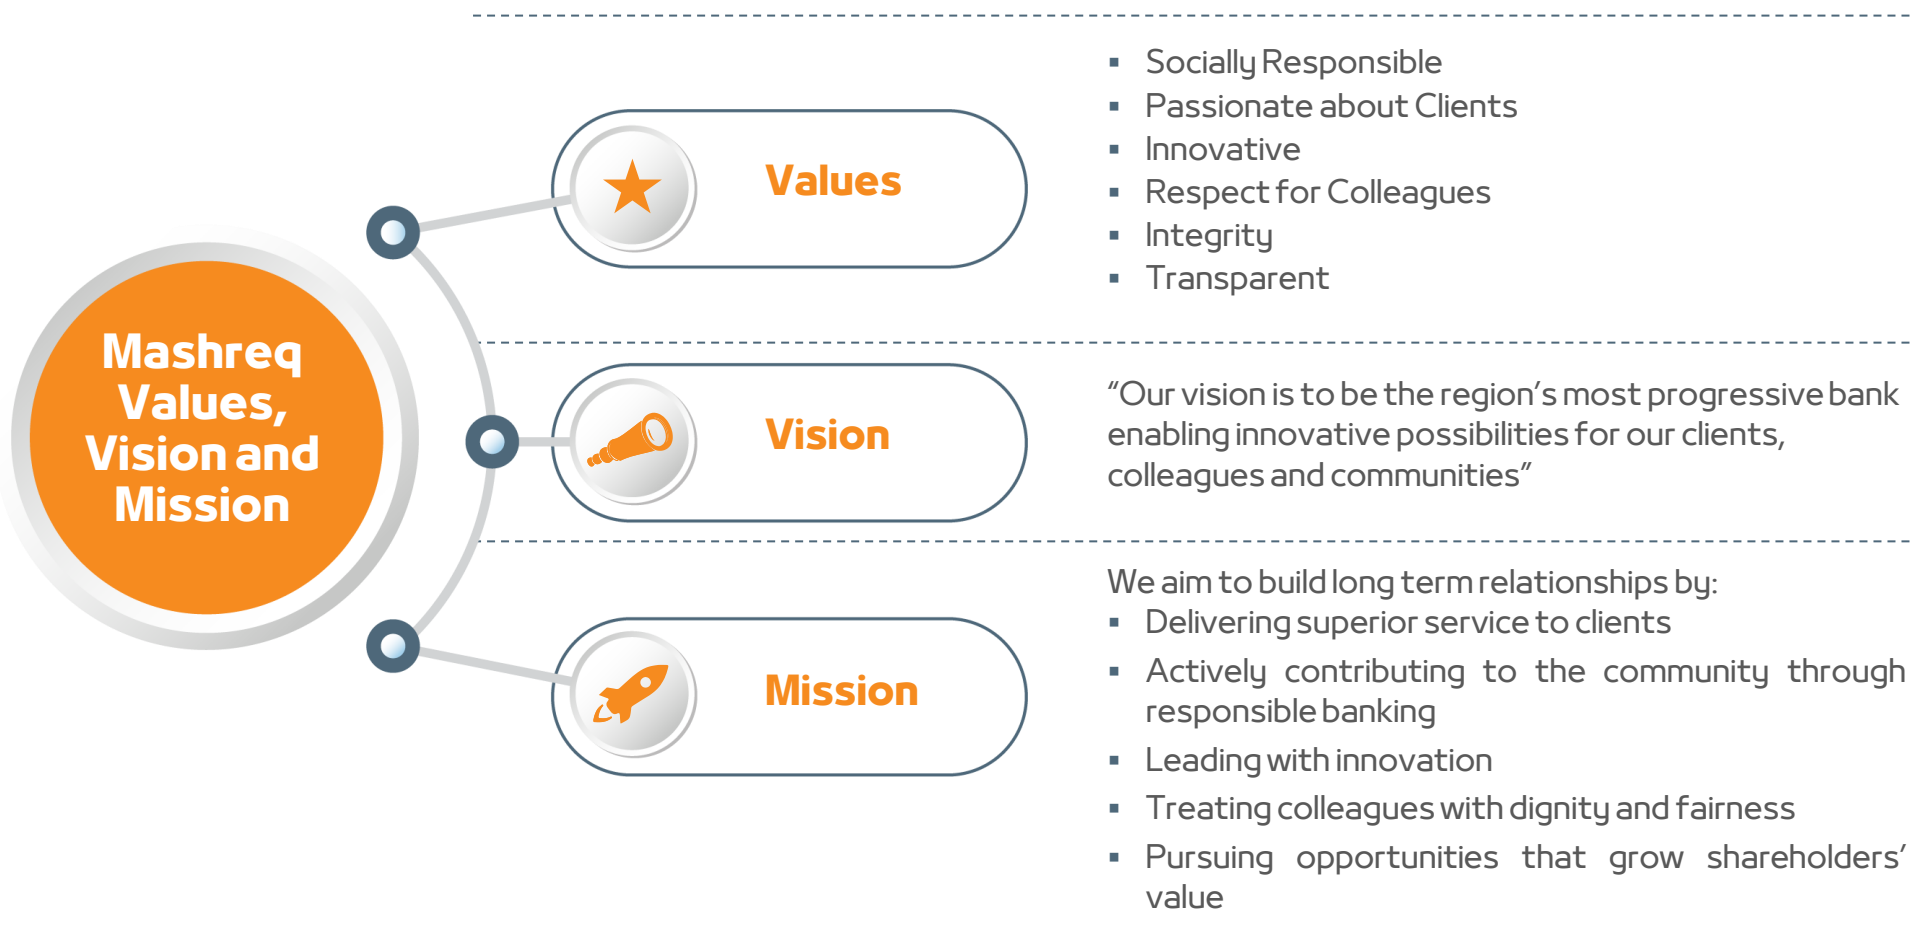 Mashreq
Values,
Vision and
Mission
Values
▪ Socially Responsible
▪ Passionate about Clients
▪ Innovative
▪ Respect for Colleagues
▪ Integrity
▪ Transparent
Vision
“Our vision is to be the region’s most progressive bank
enabling innovative possibilities for our clients,
colleagues and communities”
Mission
We aim to build long term relationships by:
▪ Delivering superior service to clients
▪ Actively contributing to the community through
responsible banking
▪ Leading with innovation
▪ Treating colleagues with dignity and fairness
▪ Pursuing opportunities that grow shareholders’
value